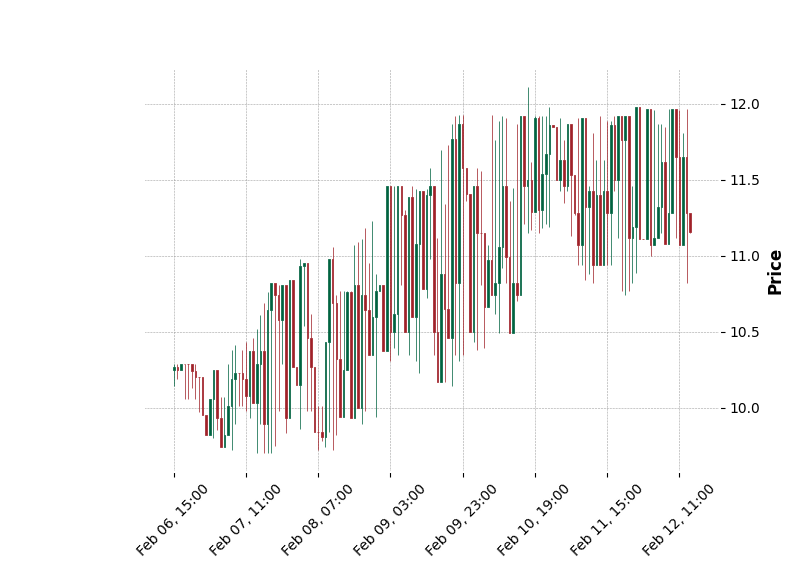 12.0
11.5
11.0
10.5
10.0
Price
Feb 06, 15:00
Feb 07, 11:00
Feb 08, 07:00
Feb 09, 03:00
Feb 09, 23:00
Feb 10, 19:00
Feb 11, 15:00
Feb 12, 11:00